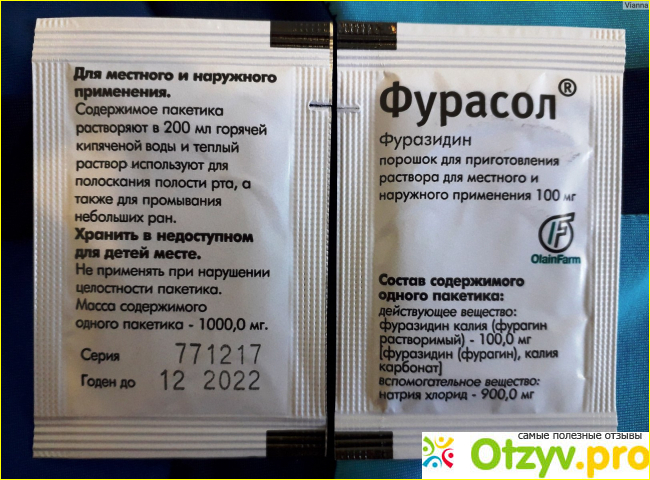 Vianna
Для местного и наружного
применения.
Содержимое пакетика
растворяют в 200 мл горячей
кипяченой воды и теплый
раствор используют для
полоскания полости рта, а
также для промывания
небольших ран.
Хранить в недоступном
для детей месте.
Не применять при нарушении
целостности пакетика.
Масса содержимого
одного пакетика - 1000,0 мг.
Серия 771217
Годен до 12 2022
Фурасол®
Фуразидин
порошок для приготовления
раствора для местного и
наружного применения 100 мг
OlainFarm
Состав содержимого
одного пакетика:
действующее вещество:
фуразидин калия (фурагин
растворимый) - 100,0 мг
[фуразидин (фурагин), калия
карбонат]
вспомогательное вещество:
натрия хлорид - 900,0 мг
самые полезные отзывы
Otzyv.pro